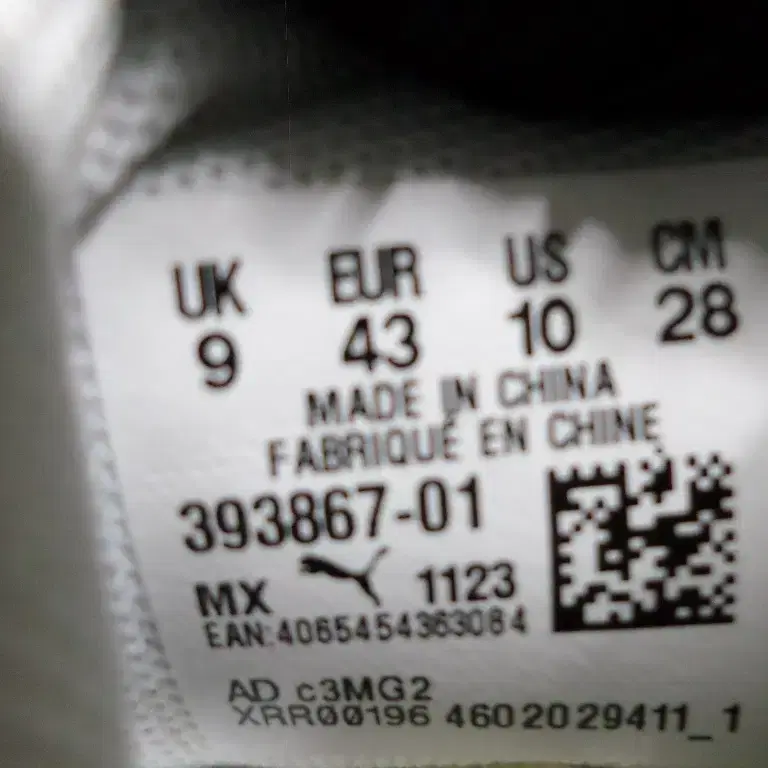 UK EUR US CM
9 43 10 28
MADE IN CHINA
FABRIQUÉ EN CHINE
393867-01
MX 1123
EAN:4065454363084
AD c3MG2
XRR00196 4602029411_1